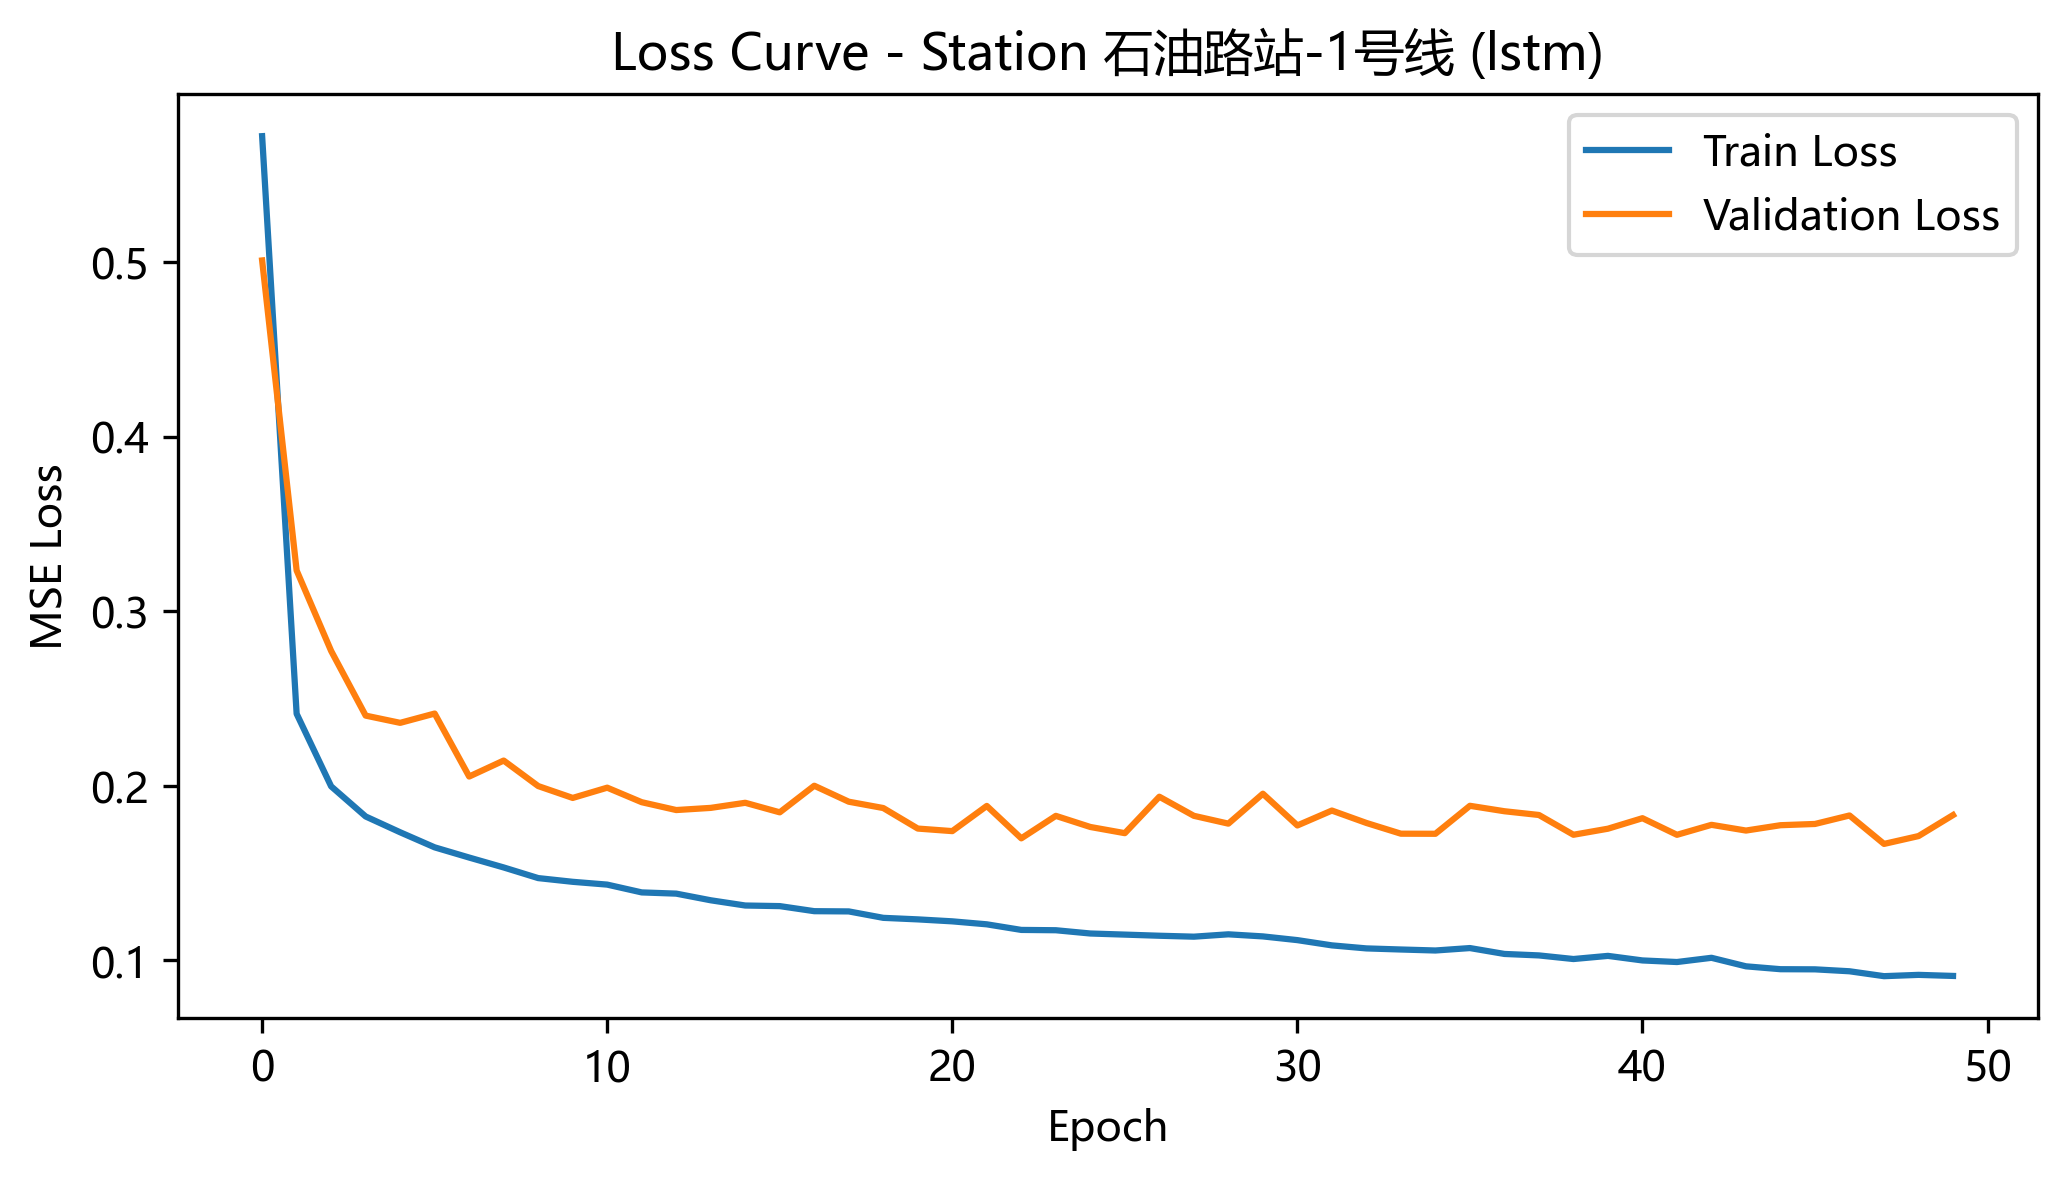 Loss Curve - Station 石油路站-1号线 (lstm)
Train Loss
Validation Loss
MSE Loss
0.5
0.4
0.3
0.2
0.1
0 10 20 30 40 50
Epoch